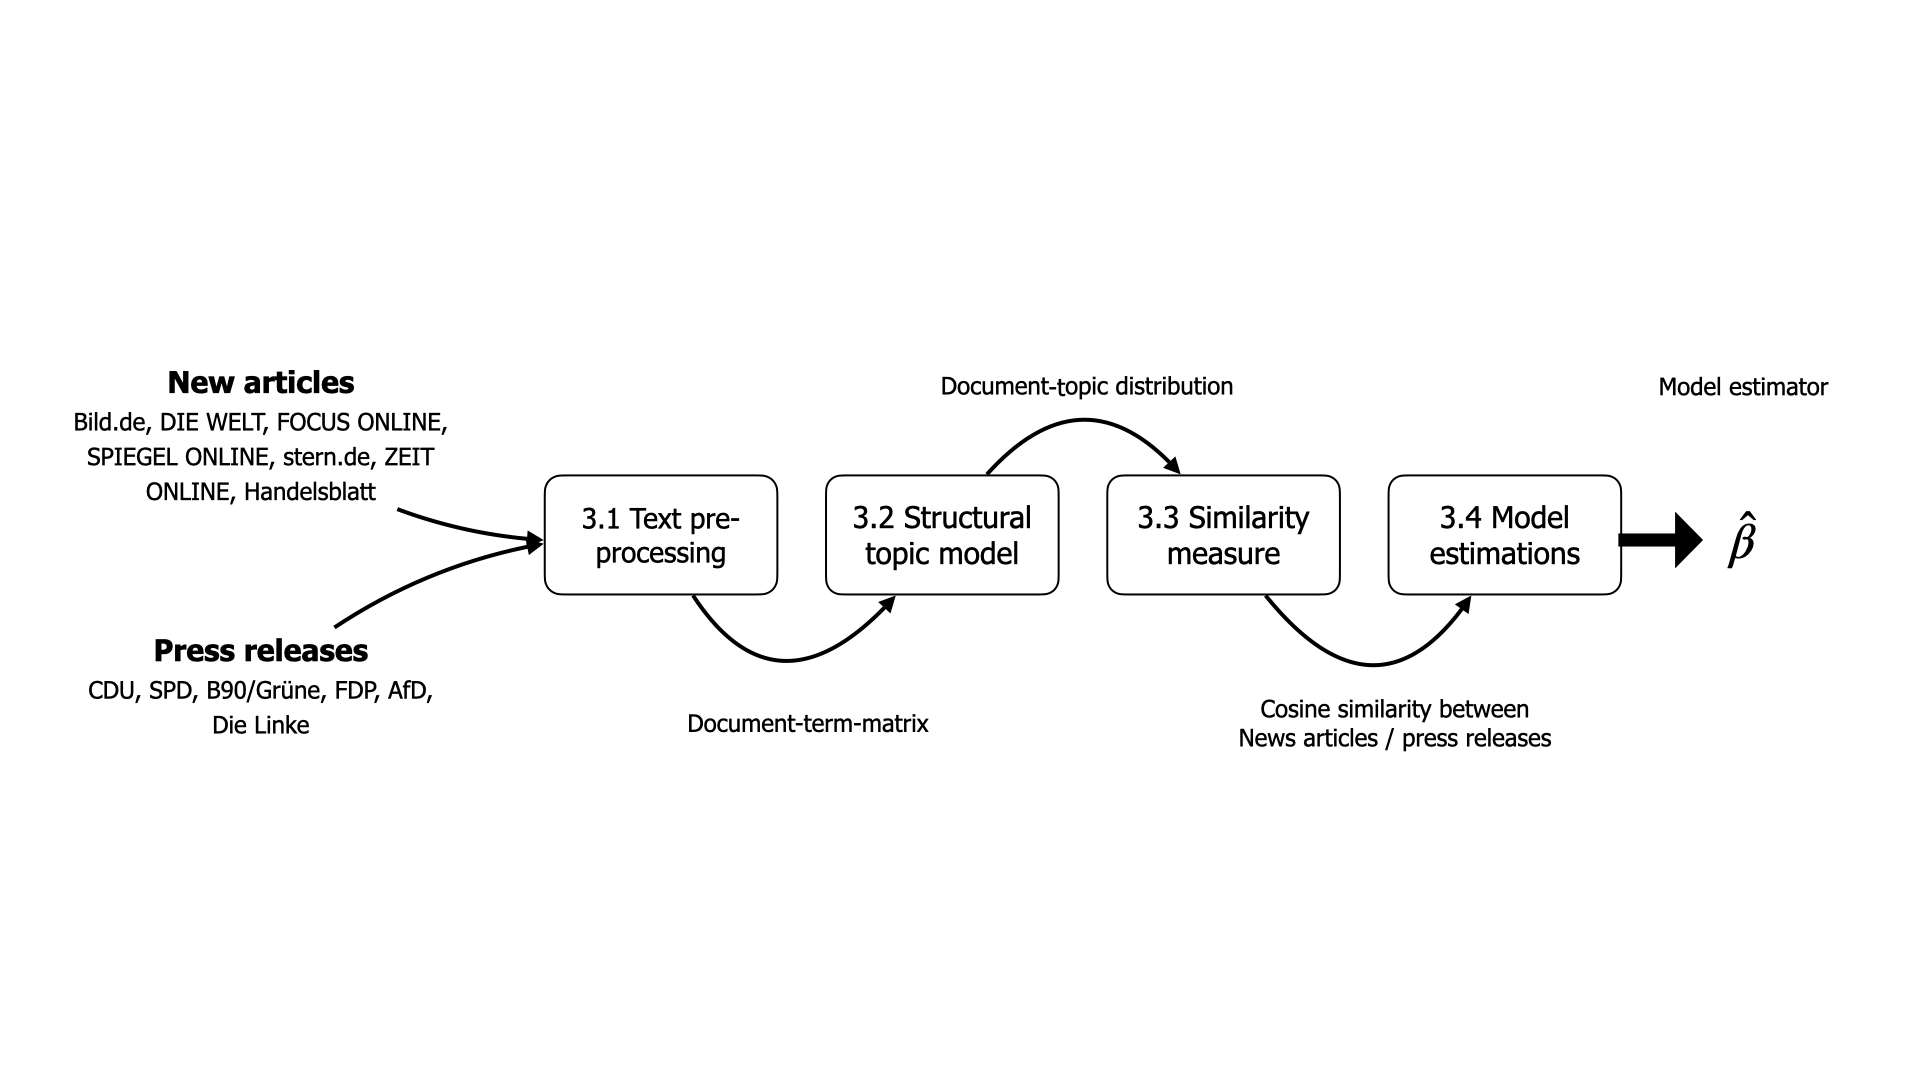 New articles
Bild.de, DIE WELT, FOCUS ONLINE,
SPIEGEL ONLINE, stern.de, ZEIT
ONLINE, Handelsblatt
Press releases
CDU, SPD, B90/Grüne, FDP, AfD,
Die Linke
3.1 Text pre-
processing
Document-term-matrix
3.2 Structural
topic model
Document-topic distribution
3.3 Similarity
measure
Cosine similarity between
News articles / press releases
3.4 Model
estimations
Model estimator
β̂